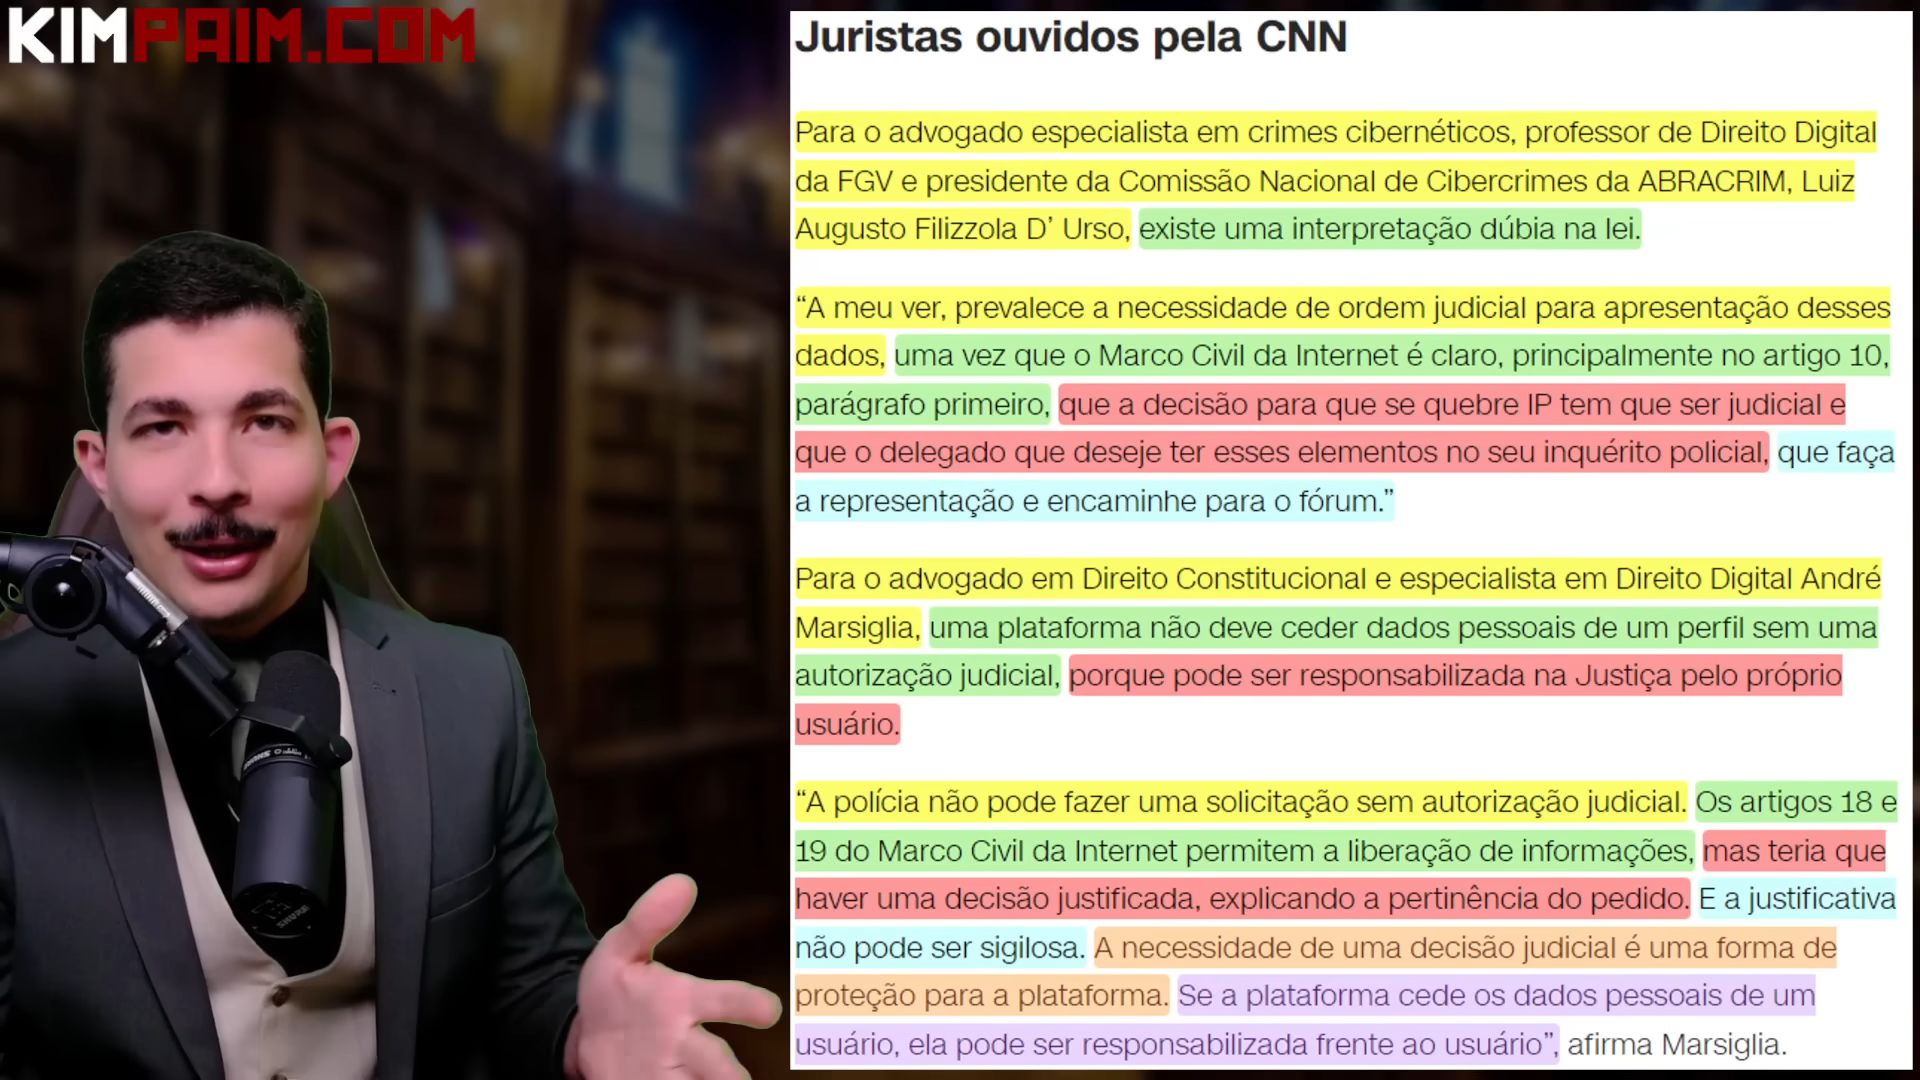 KIMPAIM.COM
Juristas ouvidos pela CNN
Para o advogado especialista em crimes cibernéticos, professor de Direito Digital
da FGV e presidente da Comissão Nacional de Cibercrimes da ABRACRIM, Luiz
Augusto Filizzola D’ Urso, existe uma interpretação dúbia na lei.
“A meu ver, prevalece a necessidade de ordem judicial para apresentação desses
dados, uma vez que o Marco Civil da Internet é claro, principalmente no artigo 10,
parágrafo primeiro, que a decisão para que se quebre IP tem que ser judicial e
que o delegado que deseje ter esses elementos no seu inquérito policial, que faça
a representação e encaminhe para o fórum.”
Para o advogado em Direito Constitucional e especialista em Direito Digital André
Marsiglia, uma plataforma não deve ceder dados pessoais de um perfil sem uma
autorização judicial, porque pode ser responsabilizada na Justiça pelo próprio
usuário.
“A polícia não pode fazer uma solicitação sem autorização judicial. Os artigos 18 e
19 do Marco Civil da Internet permitem a liberação de informações, mas teria que
haver uma decisão justificada, explicando a pertinência do pedido. E a justificativa
não pode ser sigilosa. A necessidade de uma decisão judicial é uma forma de
proteção para a plataforma. Se a plataforma cede os dados pessoais de um
usuário, ela pode ser responsabilizada frente ao usuário”, afirma Marsiglia.